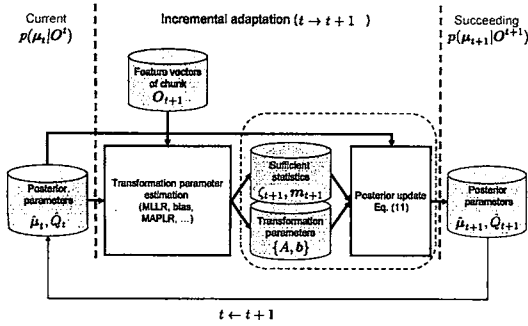 Current
p(μ_t|O^t)
Incremental adaptation (t → t+1 )
Succeeding
p(μ_{t+1}|O^{t+1})
Feature vectors
of chunk
O_{t+1}
Posterior
parameters
μ̂_t, Q̂_t
Transformation parameter
estimation
(MLLR, bias,
MAPLR, ...)
Sufficient
statistics
ζ_{t+1}, m_{t+1}
Transformation
parameters
{A, b}
Posterior update
Eq. (11)
Posterior
parameters
μ̂_{t+1}, Q̂_{t+1}
t ← t+1